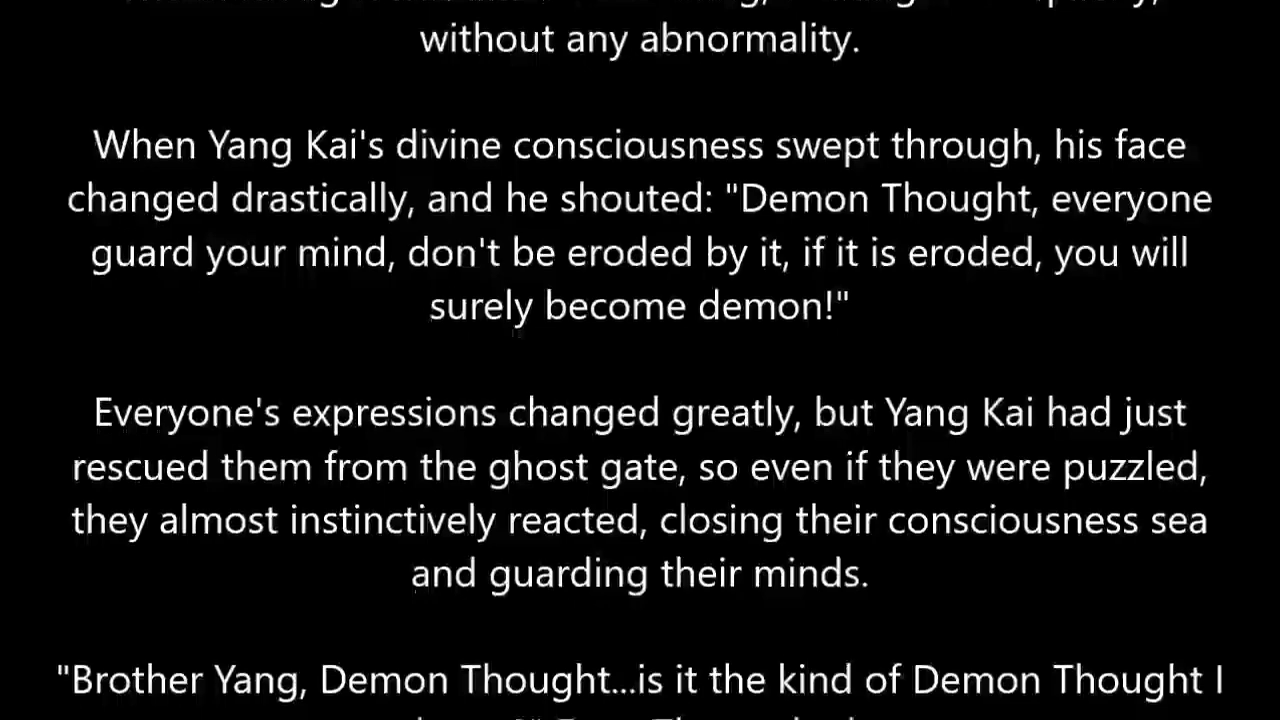 without any abnormality.
When Yang Kai's divine consciousness swept through, his face
changed drastically, and he shouted: "Demon Thought, everyone
guard your mind, don't be eroded by it, if it is eroded, you will
surely become demon!"
Everyone's expressions changed greatly, but Yang Kai had just
rescued them from the ghost gate, so even if they were puzzled,
they almost instinctively reacted, closing their consciousness sea
and guarding their minds.
"Brother Yang, Demon Thought...is it the kind of Demon Thought I